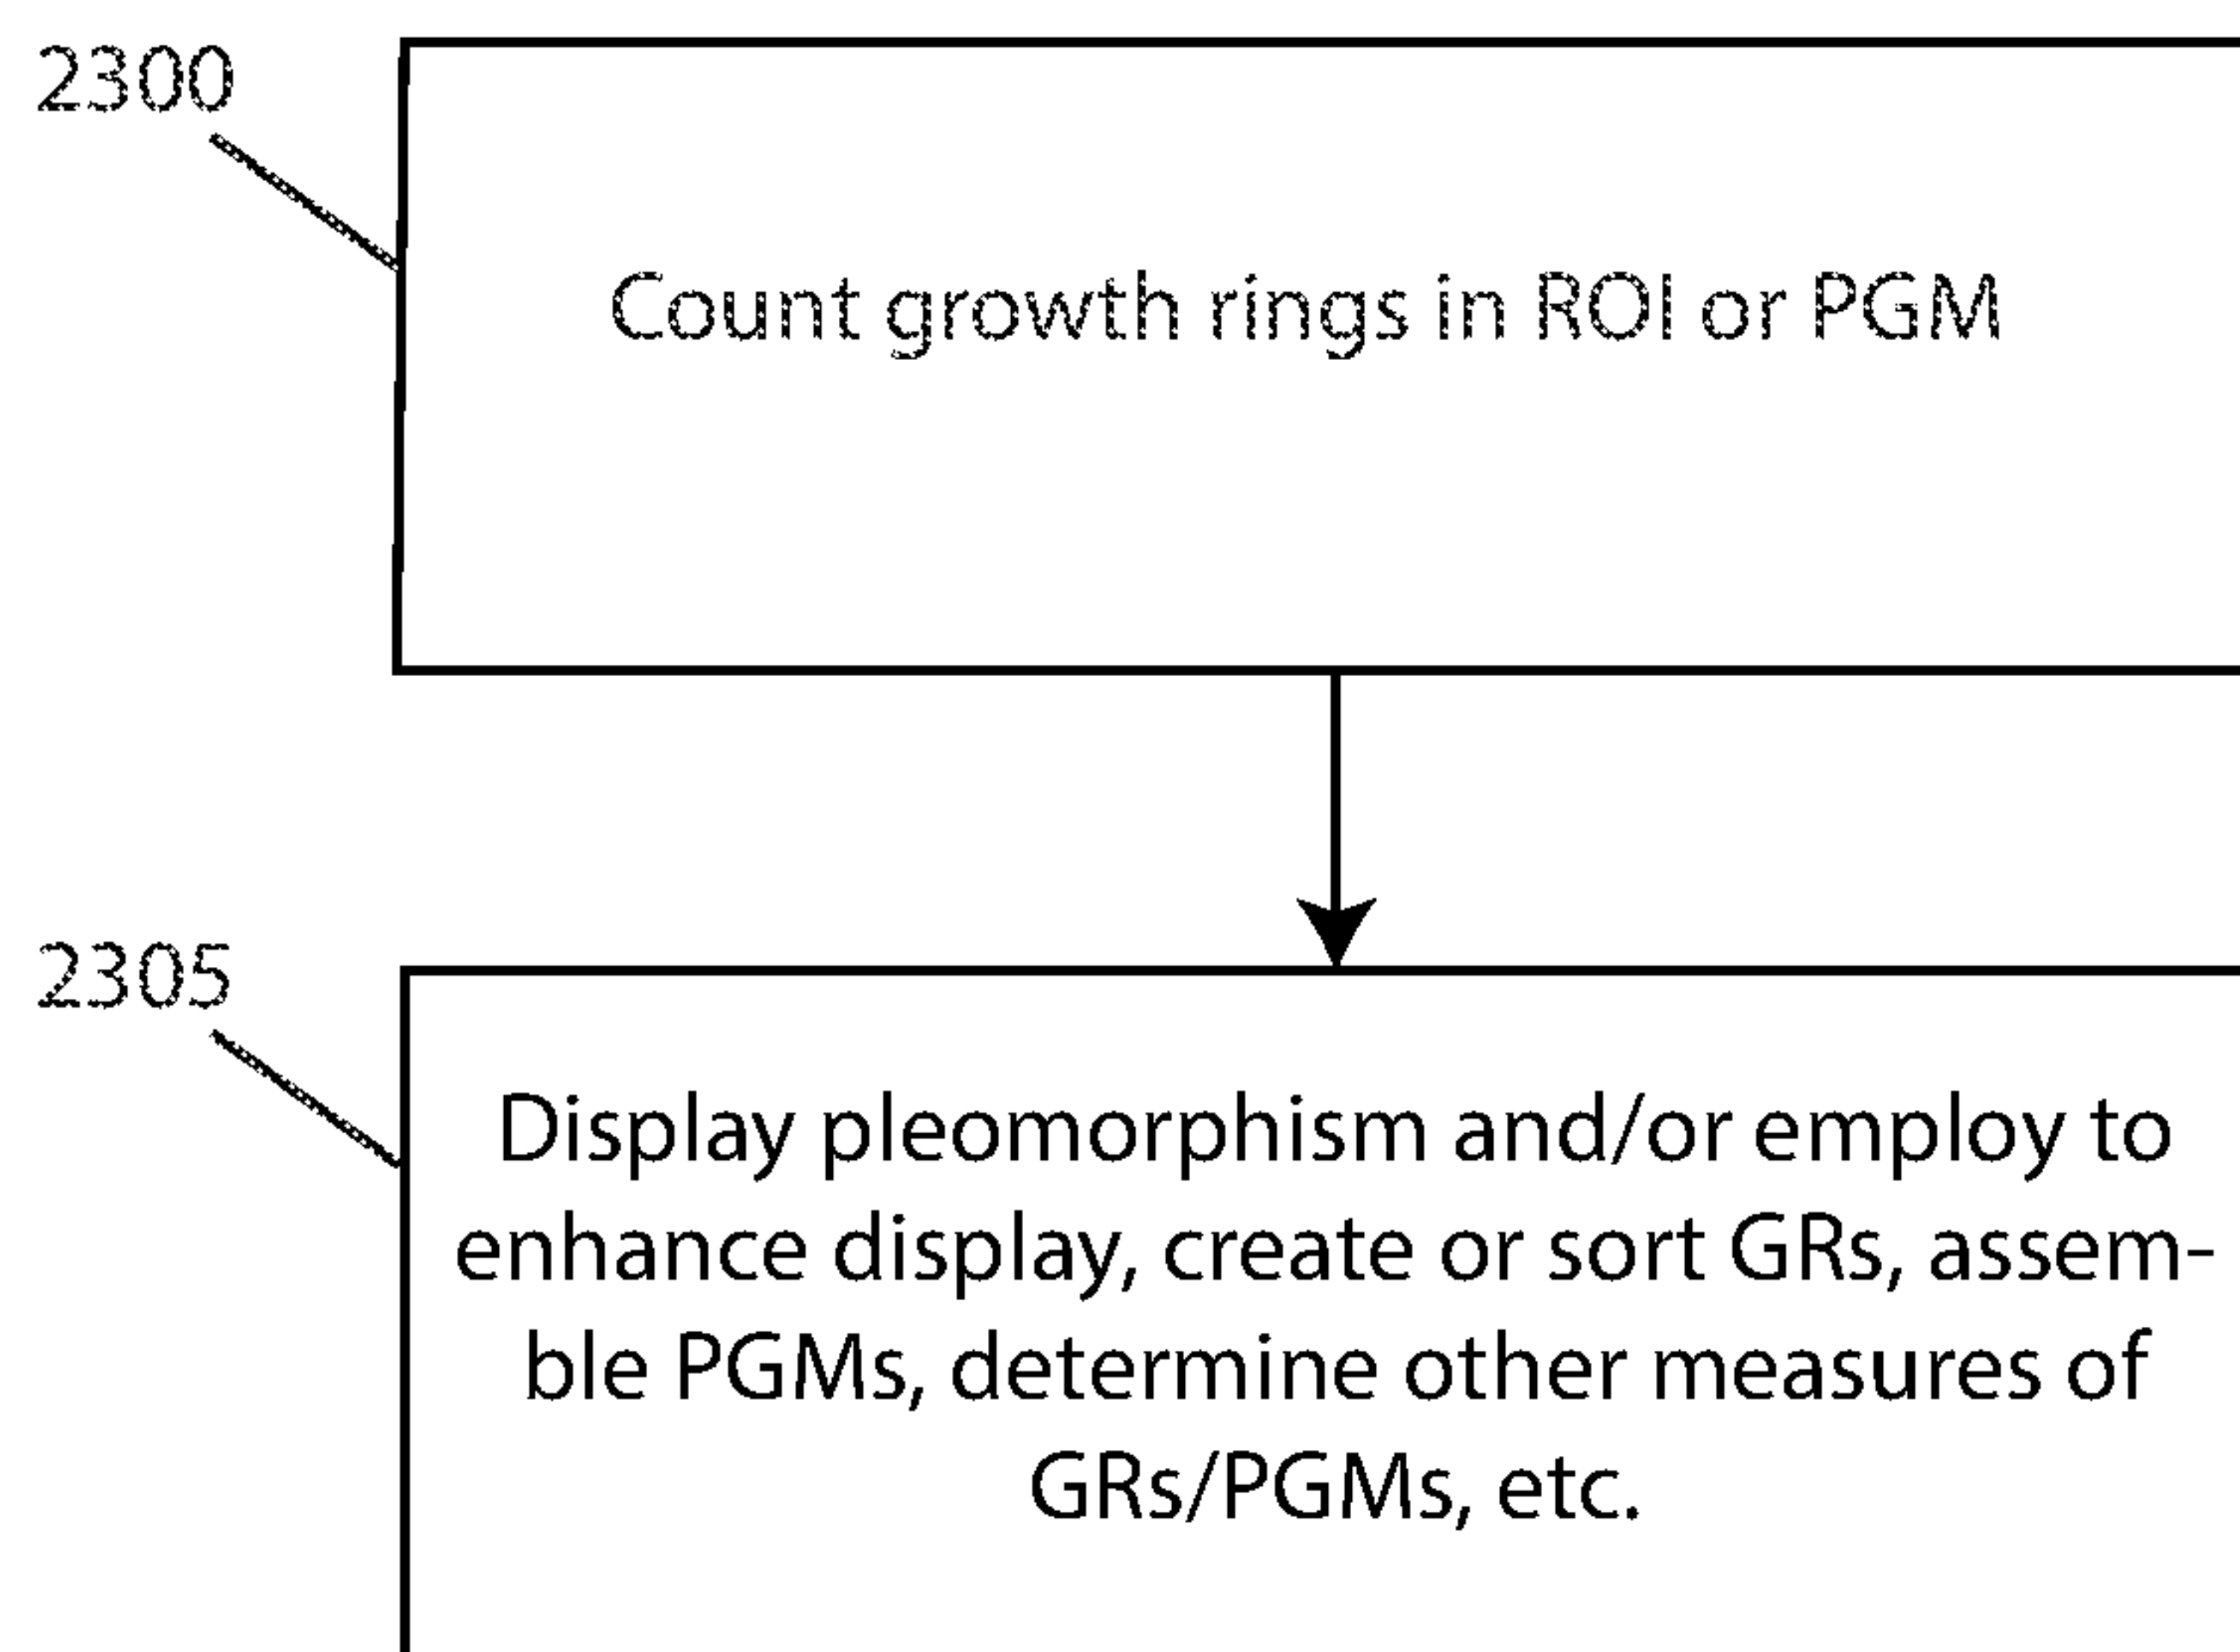 2300
Count growth rings in ROI or PGM
2305
Display pleomorphism and/or employ to
enhance display, create or sort GRs, assem-
ble PGMs, determine other measures of
GRs/PGMs, etc.